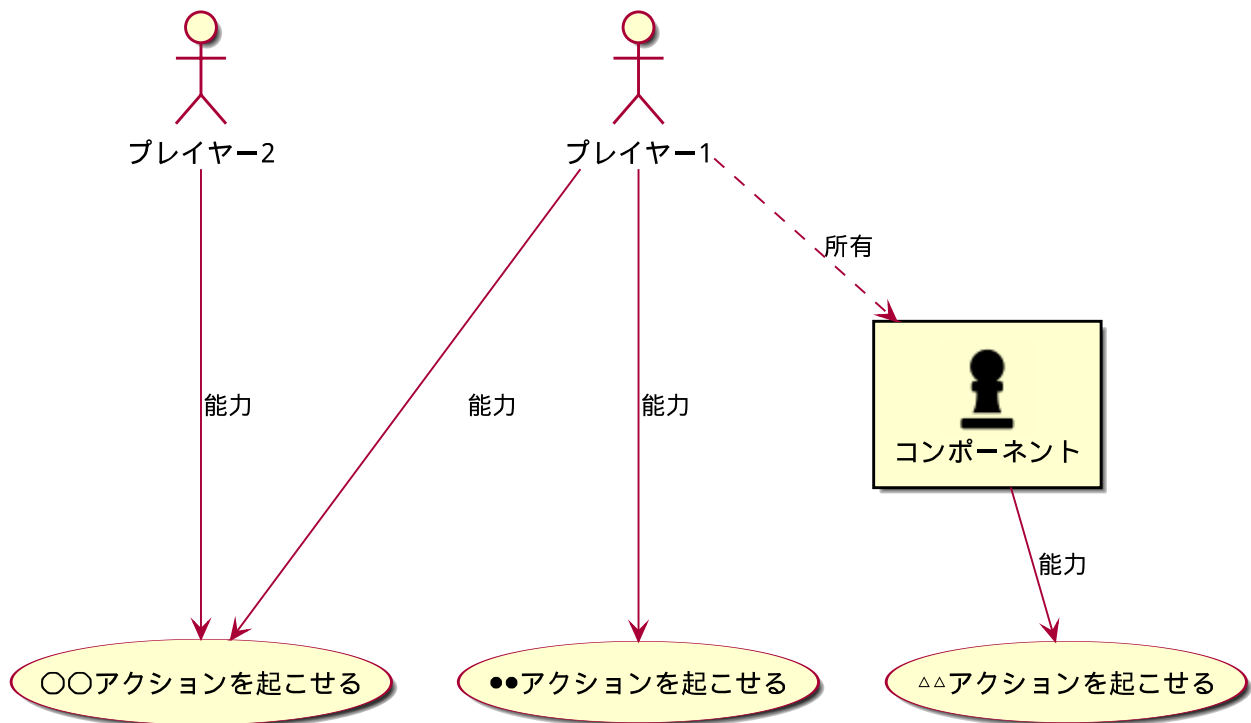 プレイヤー2
プレイヤー1
所有
能力
能力
能力
コンポーネント
能力
〇〇アクションを起こせる
●●アクションを起こせる
△△アクションを起こせる